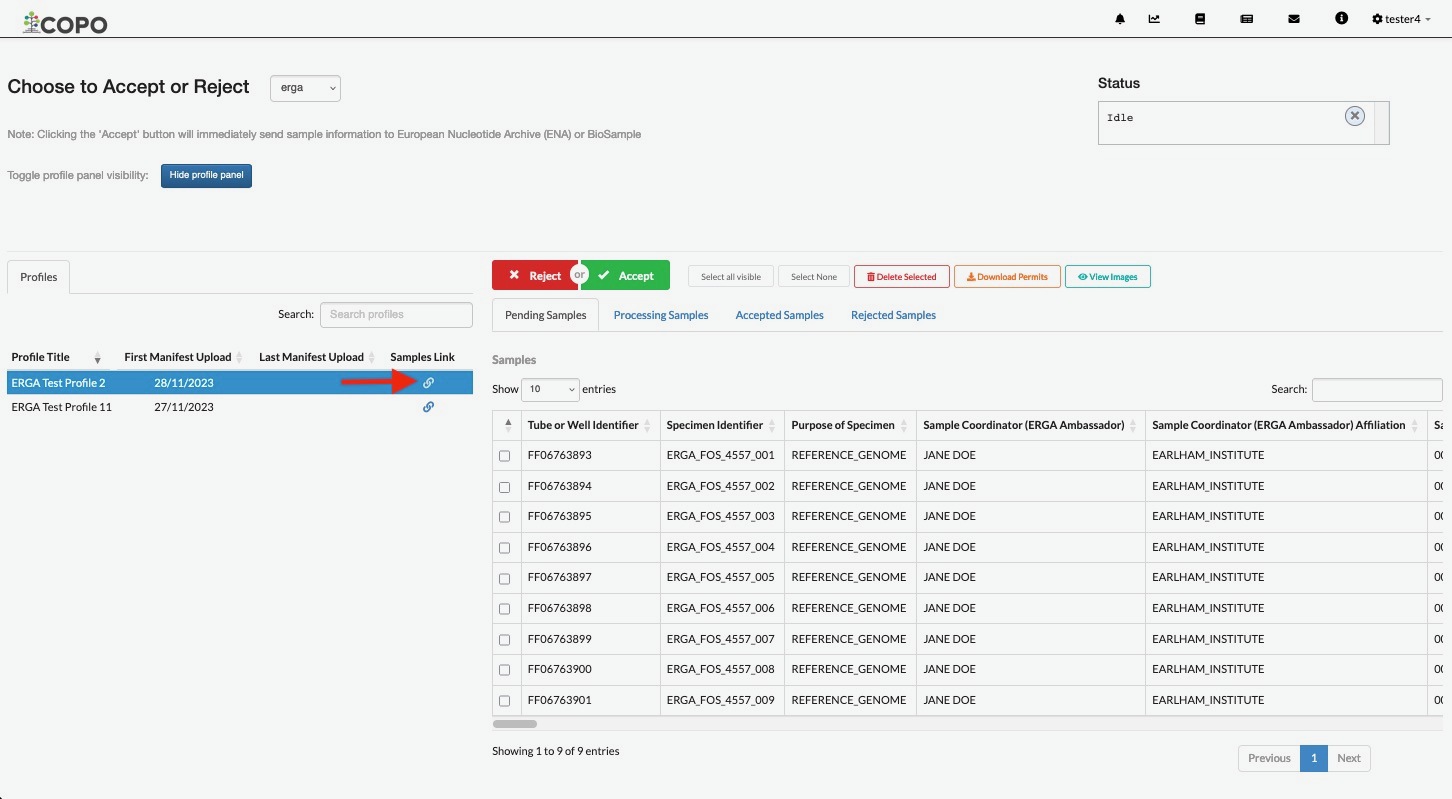 COPO
tester4
Choose to Accept or Reject erga
Status
Idle
Note: Clicking the 'Accept' button will immediately send sample information to European Nucleotide Archive (ENA) or BioSample
Toggle profile panel visibility: Hide profile panel
Profiles
Search: Search profiles
Profile Title First Manifest Upload Last Manifest Upload Samples Link
ERGA Test Profile 2 28/11/2023
ERGA Test Profile 11 27/11/2023
Reject or Accept Select all visible Select None Delete Selected Download Permits View Images
Pending Samples Processing Samples Accepted Samples Rejected Samples
Samples
Show 10 entries Search:
Tube or Well Identifier Specimen Identifier Purpose of Specimen Sample Coordinator (ERGA Ambassador) Sample Coordinator (ERGA Ambassador) Affiliation Sa
FF06763893 ERGA_FOS_4557_001 REFERENCE_GENOME JANE DOE EARLHAM_INSTITUTE 00
FF06763894 ERGA_FOS_4557_002 REFERENCE_GENOME JANE DOE EARLHAM_INSTITUTE 00
FF06763895 ERGA_FOS_4557_003 REFERENCE_GENOME JANE DOE EARLHAM_INSTITUTE 00
FF06763896 ERGA_FOS_4557_004 REFERENCE_GENOME JANE DOE EARLHAM_INSTITUTE 00
FF06763897 ERGA_FOS_4557_005 REFERENCE_GENOME JANE DOE EARLHAM_INSTITUTE 00
FF06763898 ERGA_FOS_4557_006 REFERENCE_GENOME JANE DOE EARLHAM_INSTITUTE 00
FF06763899 ERGA_FOS_4557_007 REFERENCE_GENOME JANE DOE EARLHAM_INSTITUTE 00
FF06763900 ERGA_FOS_4557_008 REFERENCE_GENOME JANE DOE EARLHAM_INSTITUTE 00
FF06763901 ERGA_FOS_4557_009 REFERENCE_GENOME JANE DOE EARLHAM_INSTITUTE 00
Showing 1 to 9 of 9 entries
Previous 1 Next